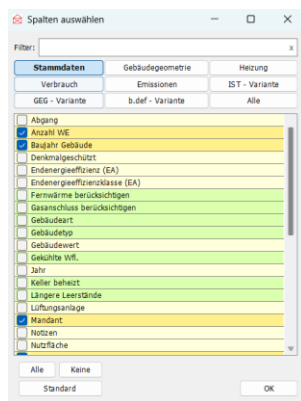 Spalten auswählen
Filter:
x
Stammdaten Gebäudegeometrie Heizung
Verbrauch Emissionen IST - Variante
GEG - Variante b.def - Variante Alle
Abgang
Anzahl WE
Baujahr Gebäude
Denkmalgeschützt
Endenergieeffizienz (EA)
Endenergieeffizienzklasse (EA)
Fernwärme berücksichtigen
Gasanschluss berücksichtigen
Gebäudeart
Gebäudetyp
Gebäudewert
Gekühlte Wfl.
Jahr
Keller beheizt
Längere Leerstände
Lüftungsanlage
Mandant
Notizen
Nutzfläche
Alle Keine
Standard OK